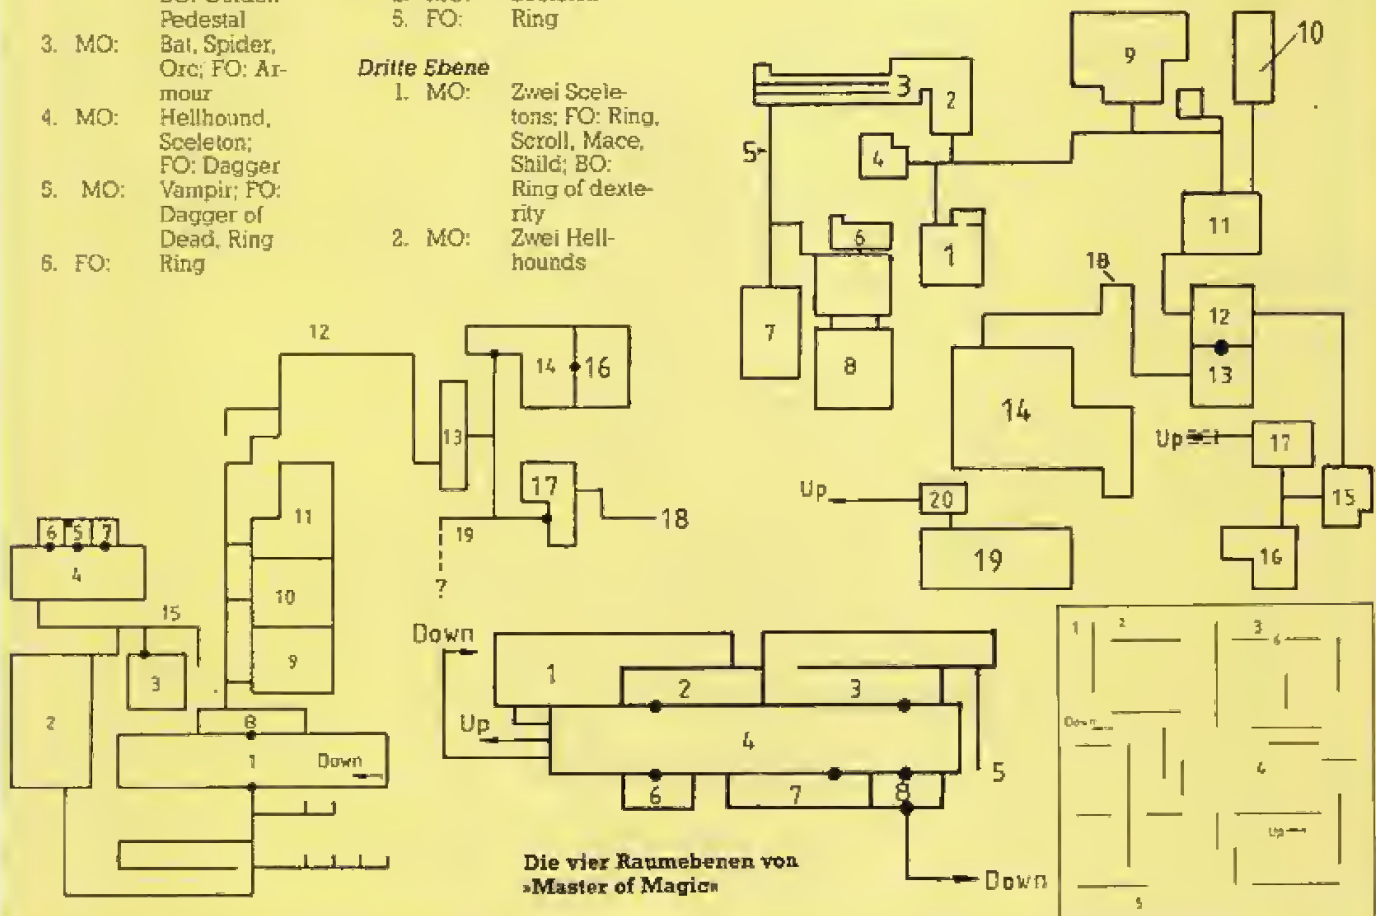 Pedestal
3. MO: Bat, Spider,
Orc; FO: Ar-
mour
4. MO: Hellhound,
Sceleton;
FO: Dagger
5. MO: Vampir; FO:
Dagger of
Dead, Ring
6. FO: Ring
5. FO: Ring
Dritte Ebene
1. MO: Zwei Scele-
tons; FO: Ring,
Scroll, Mace,
Shild; BO:
Ring of dexte-
rity
2. MO: Zwei Hell-
hounds
9
10
3
2
5
4
11
6
1
18
7
12
8
13
14
Up
17
Up
20
15
19
16
12
14
16
13
17
18
11
19
6 5 7
4
?
10
15
9
3
2
8
1
Down
Down
1
2
3
Up
4
5
6
7
8
Down
1
2
3
6
Down
4
Up
5
Die vier Raumebenen von
»Master of Magic«